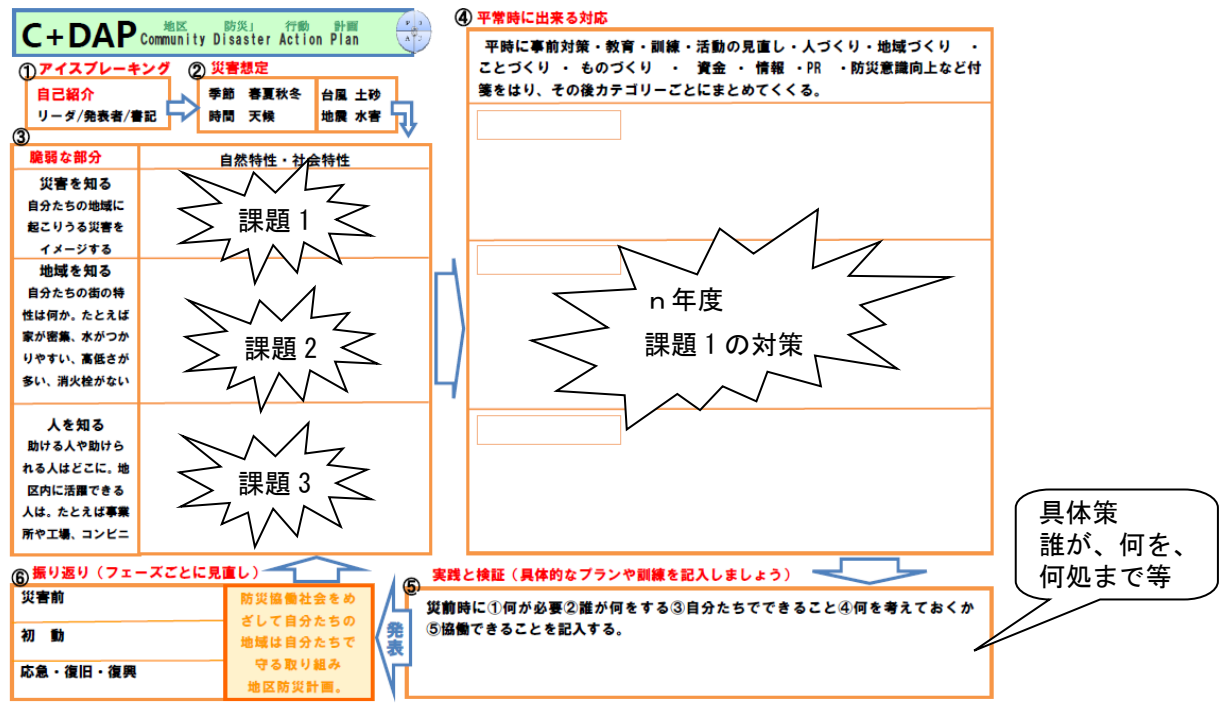 C+DAP 地区 防災」 行動 計画
Community Disaster Action Plan
①アイスブレーキング
自己紹介
リーダ/発表者/書記
②災害想定
季節 春夏秋冬
時間 天候
台風 土砂
地震 水害
③
脆弱な部分
自然特性・社会特性
災害を知る
自分たちの地域に
起こりうる災害を
イメージする
課題1
地域を知る
自分たちの街の特
性は何か。たとえば
家が密集、水がつか
りやすい、高低さが
多い、消火栓がない
課題2
人を知る
助ける人や助けら
れる人はどこに。地
区内に活躍できる
人は。たとえば事業
所や工場、コンビニ
課題3
④平常時に出来る対応
平時に事前対策・教育・訓練・活動の見直し・人づくり・地域づくり ・
ことづくり ・ ものづくり ・ 資金 ・ 情報 ・PR ・防災意識向上など付
箋をはり、その後カテゴリーごとにまとめてくくる。
n年度
課題1の対策
⑤
実践と検証(具体的なプランや訓練を記入しましょう)
災前時に①何が必要②誰が何をする③自分たちでできること④何を考えておくか
⑤協働できることを記入する。
具体策
誰が、何を、
何処まで等
発表
⑥振り返り(フェーズごとに見直し)
災害前
初 動
応急・復旧・復興
防災協働社会をめ
ざして自分たちの
地域は自分たちで
守る取り組み
地区防災計画。